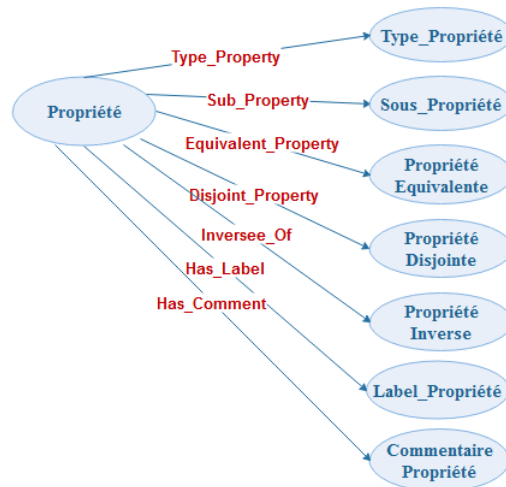 Type_Propriété
Type_Property
Propriété
Sub_Property
Sous_Propriété
Equivalent_Property
Propriété
Equivalente
Disjoint_Property
Propriété
Disjointe
Inversee_Of
Has_Label
Has_Comment
Propriété
Inverse
Label_Propriété
Commentaire
Propriété